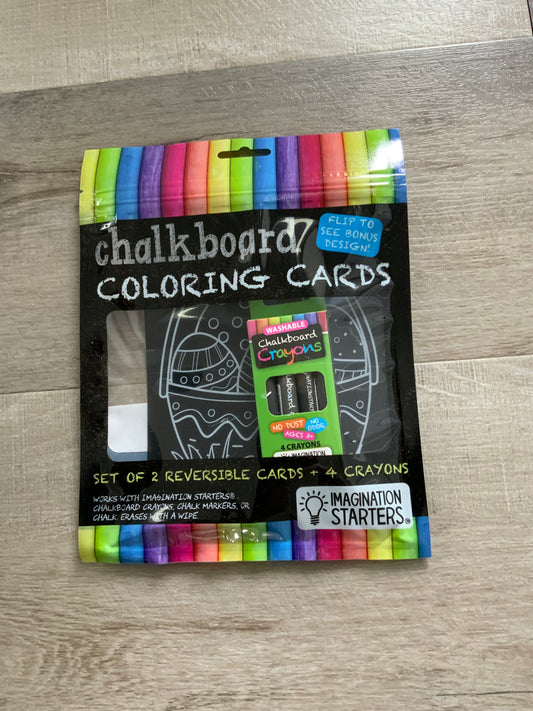 chalkboard
FLIP TO
SEE BONUS
DESIGN!
COLORING CARDS
WASHABLE
Chalkboard
Crayons
NO DUST
NO ODOR
AGES 3+
4 CRAYONS
SET OF 2 REVERSIBLE CARDS + 4 CRAYONS
WORKS WITH IMAGINATION STARTERS®
CHALKBOARD CRAYONS, CHALK MARKERS, OR
CHALK. ERASES WITH A WIPE.
IMAGINATION
STARTERS